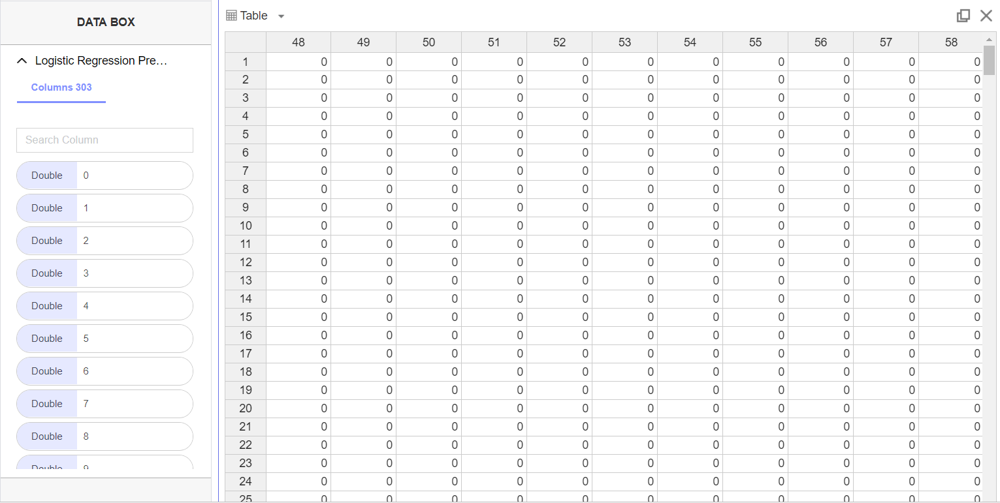 DATA BOX
Logistic Regression Pre…
Columns 303
Search Column
Double 0
Double 1
Double 2
Double 3
Double 4
Double 5
Double 6
Double 7
Double 8
Double 9
Table
48 49 50 51 52 53 54 55 56 57 58
1 0 0 0 0 0 0 0 0 0 0 0
2 0 0 0 0 0 0 0 0 0 0 0
3 0 0 0 0 0 0 0 0 0 0 0
4 0 0 0 0 0 0 0 0 0 0 0
5 0 0 0 0 0 0 0 0 0 0 0
6 0 0 0 0 0 0 0 0 0 0 0
7 0 0 0 0 0 0 0 0 0 0 0
8 0 0 0 0 0 0 0 0 0 0 0
9 0 0 0 0 0 0 0 0 0 0 0
10 0 0 0 0 0 0 0 0 0 0 0
11 0 0 0 0 0 0 0 0 0 0 0
12 0 0 0 0 0 0 0 0 0 0 0
13 0 0 0 0 0 0 0 0 0 0 0
14 0 0 0 0 0 0 0 0 0 0 0
15 0 0 0 0 0 0 0 0 0 0 0
16 0 0 0 0 0 0 0 0 0 0 0
17 0 0 0 0 0 0 0 0 0 0 0
18 0 0 0 0 0 0 0 0 0 0 0
19 0 0 0 0 0 0 0 0 0 0 0
20 0 0 0 0 0 0 0 0 0 0 0
21 0 0 0 0 0 0 0 0 0 0 0
22 0 0 0 0 0 0 0 0 0 0 0
23 0 0 0 0 0 0 0 0 0 0 0
24 0 0 0 0 0 0 0 0 0 0 0
25 0 0 0 0 0 0 0 0 0 0 0